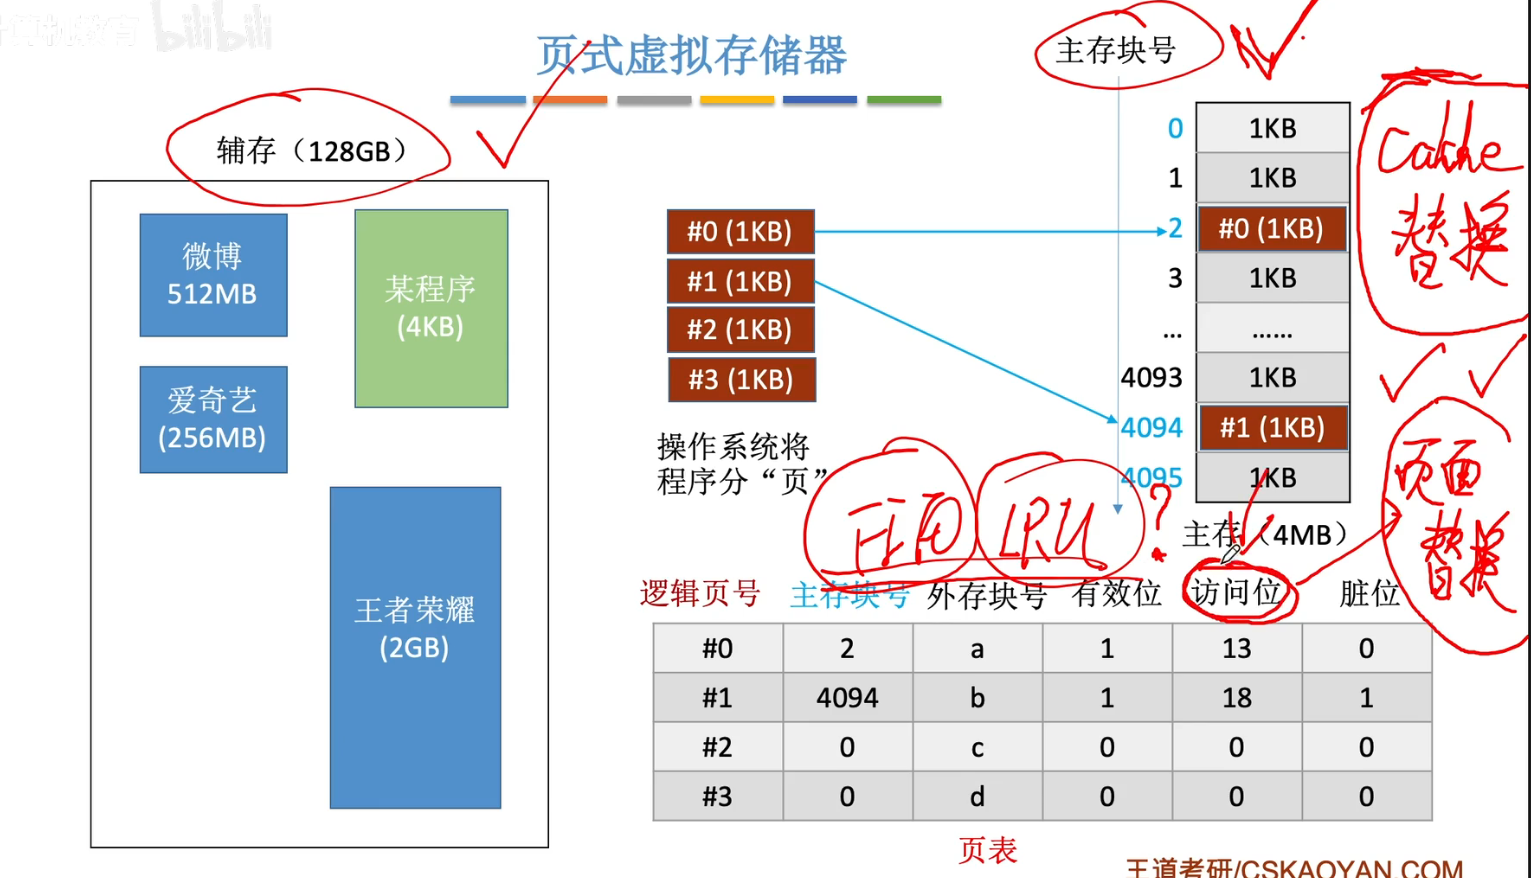 计算机教育 bilibili
页式虚拟存储器
主存块号
辅存（128GB）
微博
512MB
某程序
(4KB)
爱奇艺
(256MB)
王者荣耀
(2GB)
#0 (1KB)
#1 (1KB)
#2 (1KB)
#3 (1KB)
操作系统将
程序分“页”
0 1KB
1 1KB
2 #0 (1KB)
3 1KB
... ......
4093 1KB
4094 #1 (1KB)
4095 1KB
主存（4MB）
Cache
替换
页面
替换
FIFO LRU ?
逻辑页号 主存块号 外存块号 有效位 访问位 脏位
#0 2 a 1 13 0
#1 4094 b 1 18 1
#2 0 c 0 0 0
#3 0 d 0 0 0
页表
王道考研/CSKAOYAN.COM